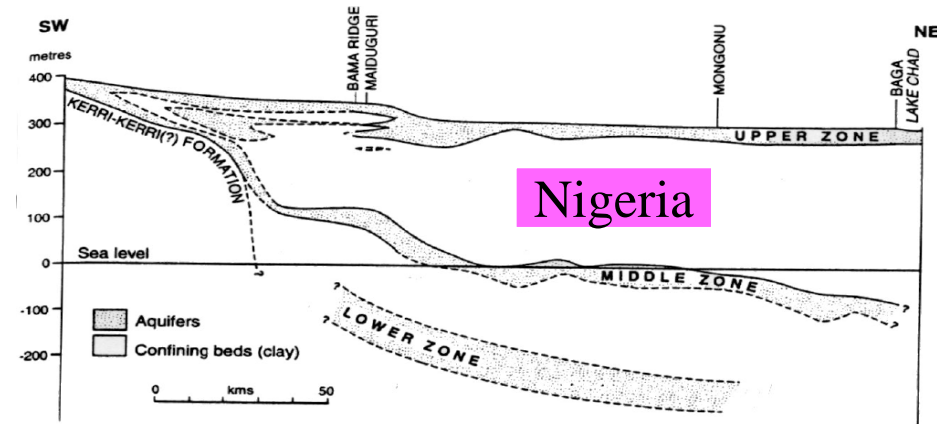 SW
NE
metres
BAMA RIDGE
MAIDUGURI
MONGONU
BAGA
LAKE CHAD
400
300
200
100
0
-100
-200
KERRI-KERRI(?) FORMATION
UPPER ZONE
Nigeria
Sea level
?
MIDDLE ZONE
?
?
?
?
LOWER ZONE
Aquifers
Confining beds (clay)
0 kms 50